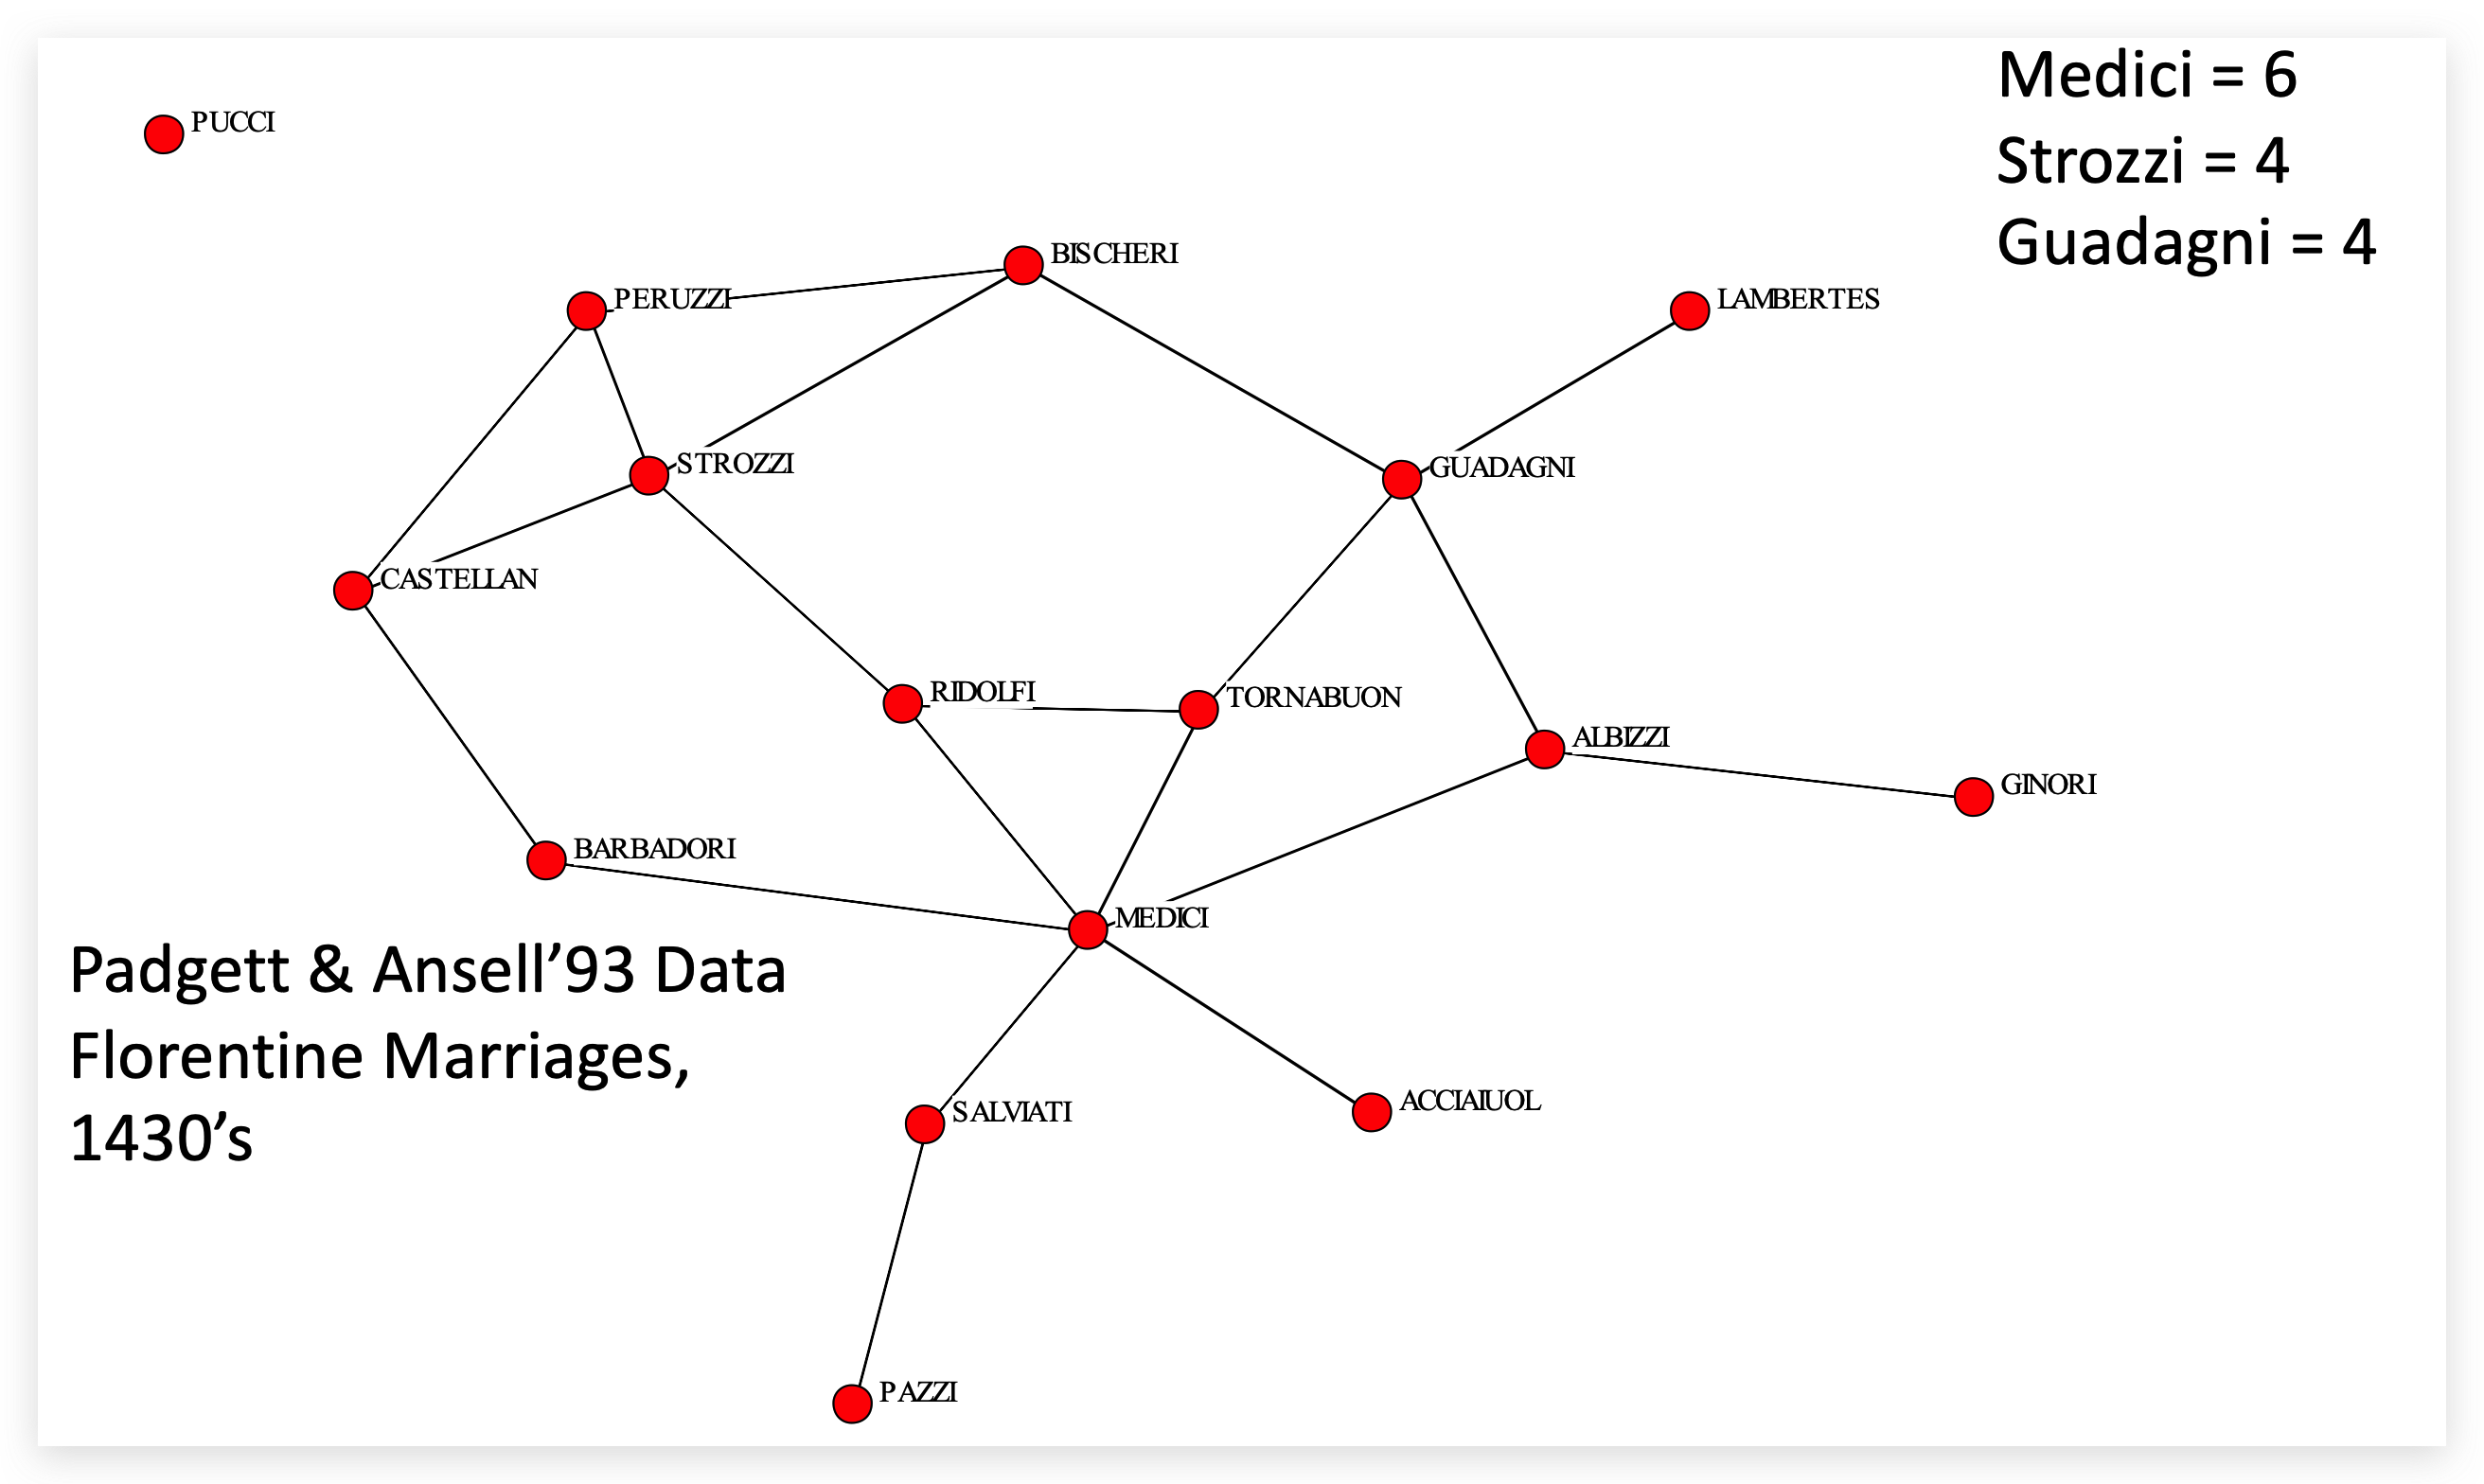 Medici = 6
Strozzi = 4
Guadagni = 4
PUCCI
BISCHERI
PERUZZI
LAMBERTES
STROZZI
GUADAGNI
CASTELLAN
RIDOLFI
TORNABUON
ALBIZZI
GINORI
BARBADORI
MEDICI
Padgett & Ansell’93 Data
Florentine Marriages,
1430’s
SALVIATI
ACCIAIUOL
PAZZI